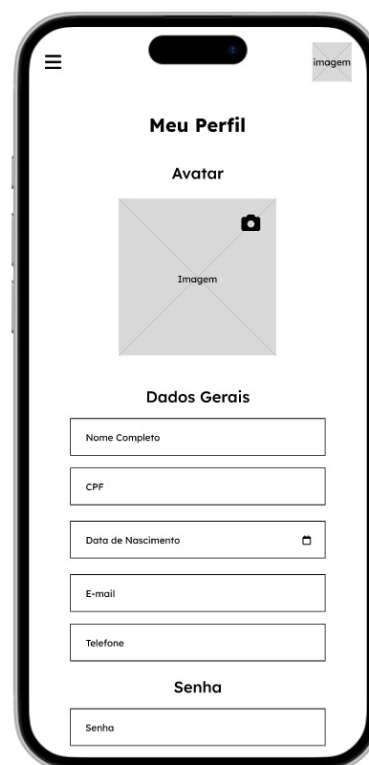 imagem
Meu Perfil
Avatar
Imagem
Dados Gerais
Nome Completo
CPF
Data de Nascimento
E-mail
Telefone
Senha
Senha